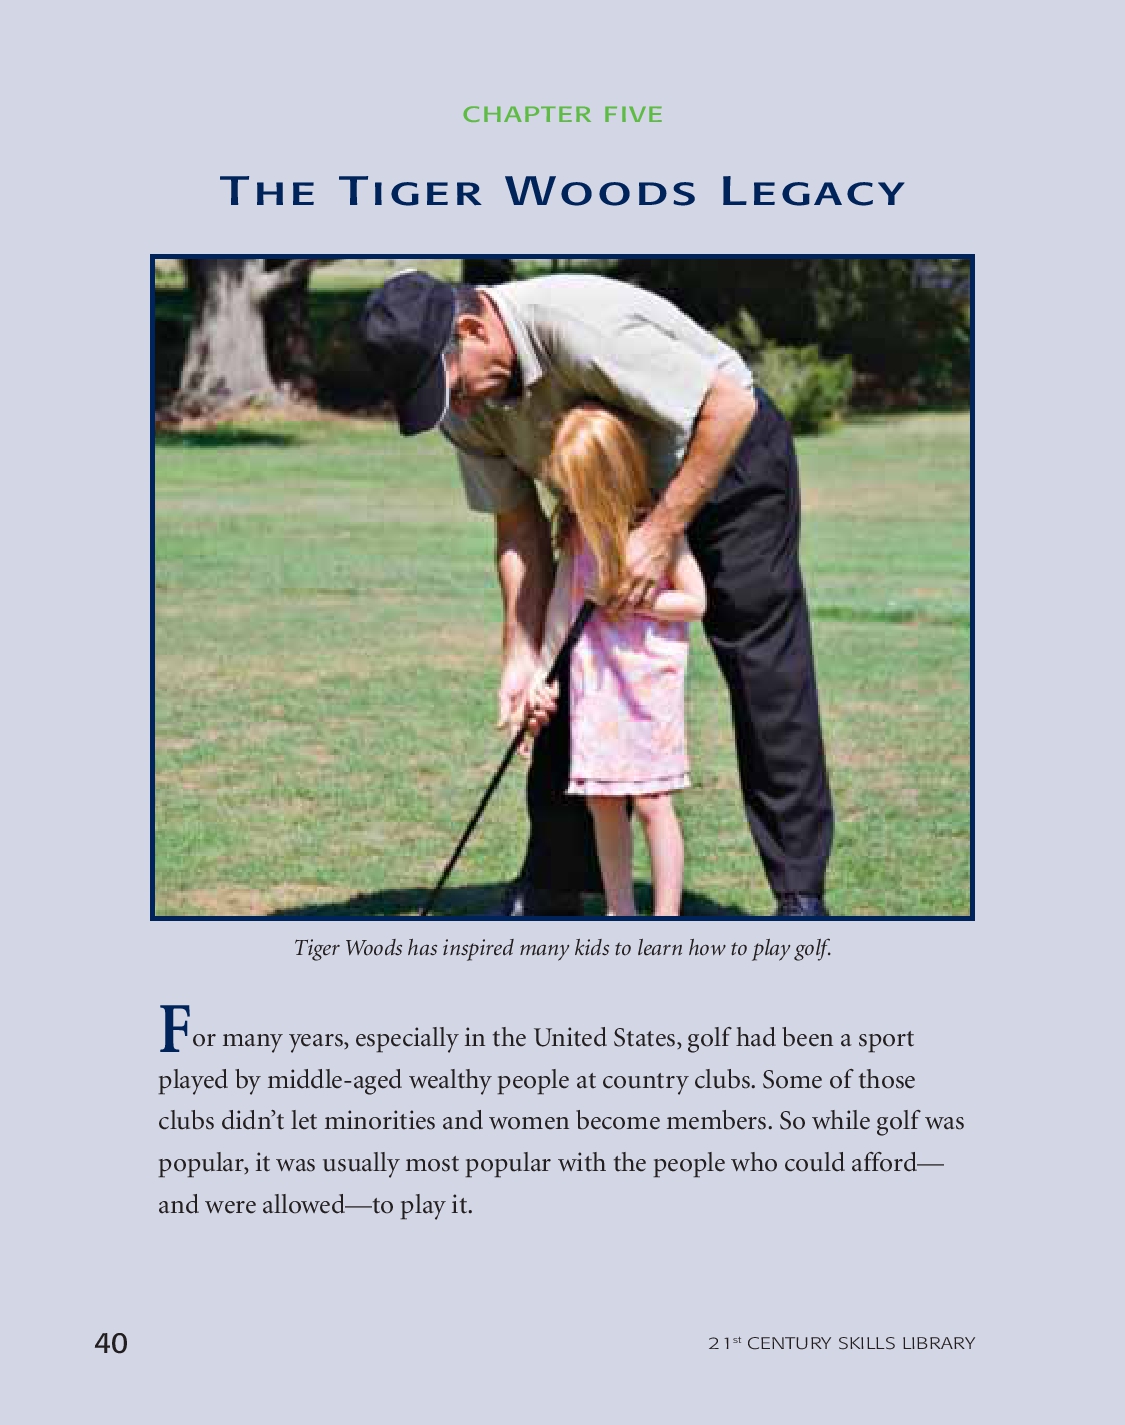 CHAPTER FIVE
THE TIGER WOODS LEGACY
Tiger Woods has inspired many kids to learn how to play golf.
For many years, especially in the United States, golf had been a sport
played by middle-aged wealthy people at country clubs. Some of those
clubs didn’t let minorities and women become members. So while golf was
popular, it was usually most popular with the people who could afford—
and were allowed—to play it.
40
21st CENTURY SKILLS LIBRARY